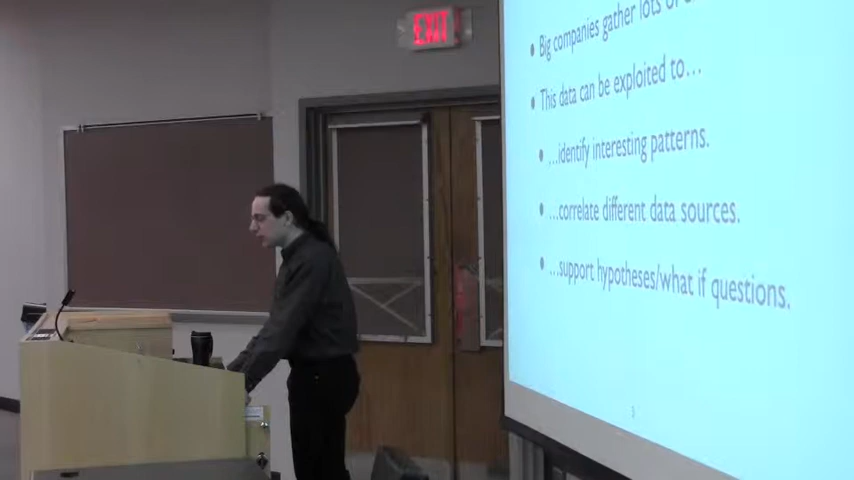 EXIT
• Big companies gather lots of
• This data can be exploited to...
• ...identify interesting patterns.
• ...correlate different data sources.
• ...support hypotheses/what if questions.
3